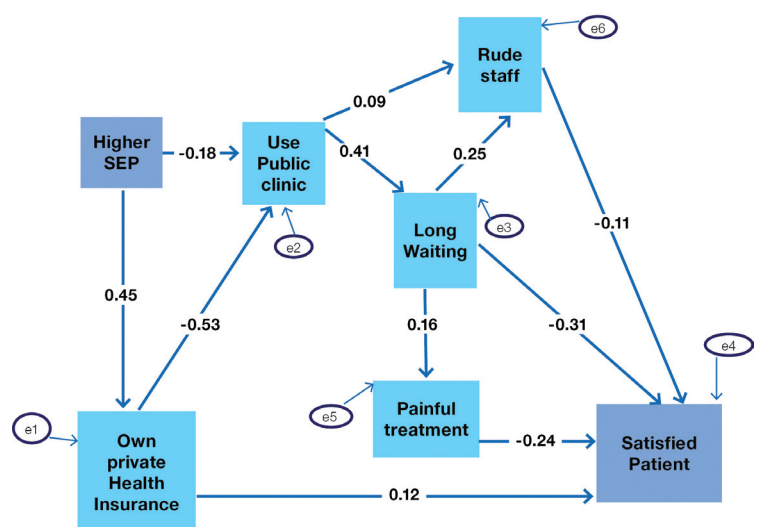 e6
Rude
staff
0.09
Higher
SEP
-0.18
Use
Public
clinic
0.41
0.25
e3
e2
Long
Waiting
-0.11
0.45
-0.53
0.16
-0.31
e4
e5
Painful
treatment
-0.24
Satisfied
Patient
e1
Own
private
Health
Insurance
0.12